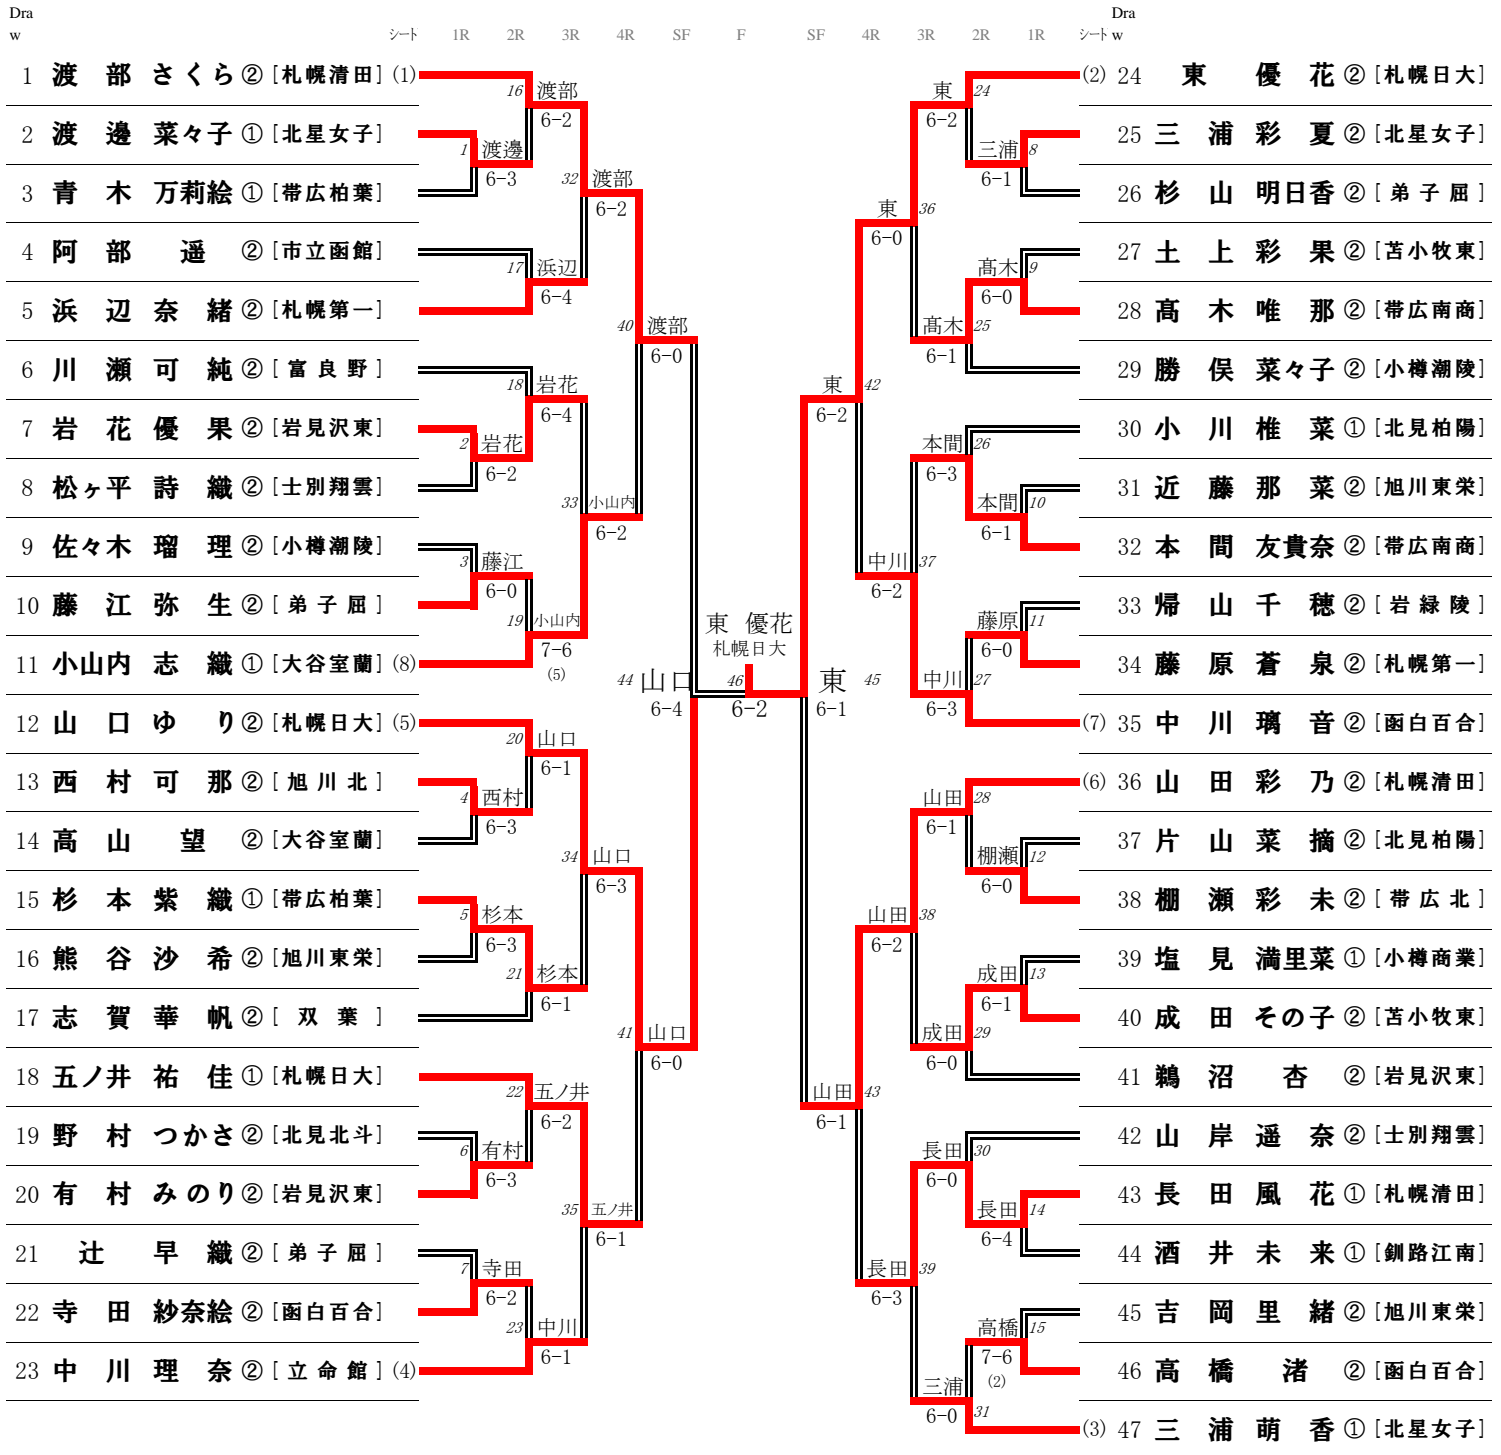 Dra
w
シート 1R 2R 3R 4R SF F SF 4R 3R 2R 1R シート
Dra
w
1 渡 部 さくら ② [札幌清田] (1)
2 渡 邊 菜々子 ① [北星女子]
3 青 木 万莉絵 ① [帯広柏葉]
4 阿 部 遥 ② [市立函館]
5 浜 辺 奈 緒 ② [札幌第一]
6 川 瀬 可 純 ② [富良野]
7 岩 花 優 果 ② [岩見沢東]
8 松ヶ平 詩 織 ② [士別翔雲]
9 佐々木 瑠 理 ② [小樽潮陵]
10 藤 江 弥 生 ② [弟子屈]
11 小山内 志 織 ① [大谷室蘭] (8)
12 山 口 ゆ り ② [札幌日大] (5)
13 西 村 可 那 ② [旭川北]
14 高 山 望 ② [大谷室蘭]
15 杉 本 紫 織 ① [帯広柏葉]
16 熊 谷 沙 希 ② [旭川東栄]
17 志 賀 華 帆 ② [双葉]
18 五ノ井 祐 佳 ① [札幌日大]
19 野 村 つかさ ② [北見北斗]
20 有 村 みのり ② [岩見沢東]
21 辻 早 織 ② [弟子屈]
22 寺 田 紗奈絵 ② [函白百合]
23 中 川 理 奈 ② [立命館] (4)
1 渡邊
6-3
2 岩花
6-2
3 藤江
6-0
4 西村
6-3
5 杉本
6-3
6 有村
6-3
7 寺田
6-2
16 渡部
6-2
17 浜辺
6-4
18 岩花
6-4
19 小山内
7-6
(5)
20 山口
6-1
21 杉本
6-1
22 五ノ井
6-2
23 中川
6-1
32 渡部
6-2
33 小山内
6-2
34 山口
6-3
35 五ノ井
6-1
40 渡部
6-0
41 山口
6-0
44 山口
6-4
東 優花
札幌日大
46
6-2
東 45
6-1
東 42
6-2
山田 43
6-1
東 36
6-0
中川 37
6-2
山田 38
6-2
長田 39
6-3
東 24
6-2
髙木 25
6-1
本間 26
6-3
中川 27
6-3
山田 28
6-1
成田 29
6-0
長田 30
6-0
三浦 31
6-0
三浦 8
6-1
髙木 9
6-0
本間 10
6-1
藤原 11
6-0
棚瀬 12
6-0
成田 13
6-1
長田 14
6-4
高橋 15
7-6
(2)
(2) 24 東 優 花 ② [札幌日大]
25 三 浦 彩 夏 ② [北星女子]
26 杉 山 明日香 ② [弟子屈]
27 土 上 彩 果 ② [苫小牧東]
28 髙 木 唯 那 ② [帯広南商]
29 勝 俣 菜々子 ② [小樽潮陵]
30 小 川 椎 菜 ① [北見柏陽]
31 近 藤 那 菜 ② [旭川東栄]
32 本 間 友貴奈 ② [帯広南商]
33 帰 山 千 穂 ② [岩緑陵]
34 藤 原 蒼 泉 ② [札幌第一]
(7) 35 中 川 璃 音 ② [函白百合]
(6) 36 山 田 彩 乃 ② [札幌清田]
37 片 山 菜 摘 ② [北見柏陽]
38 棚 瀬 彩 未 ② [帯広北]
39 塩 見 満里菜 ① [小樽商業]
40 成 田 その子 ② [苫小牧東]
41 鵜 沼 杏 ② [岩見沢東]
42 山 岸 遥 奈 ② [士別翔雲]
43 長 田 風 花 ① [札幌清田]
44 酒 井 未 来 ① [釧路江南]
45 吉 岡 里 緒 ② [旭川東栄]
46 高 橋 渚 ② [函白百合]
(3) 47 三 浦 萌 香 ① [北星女子]